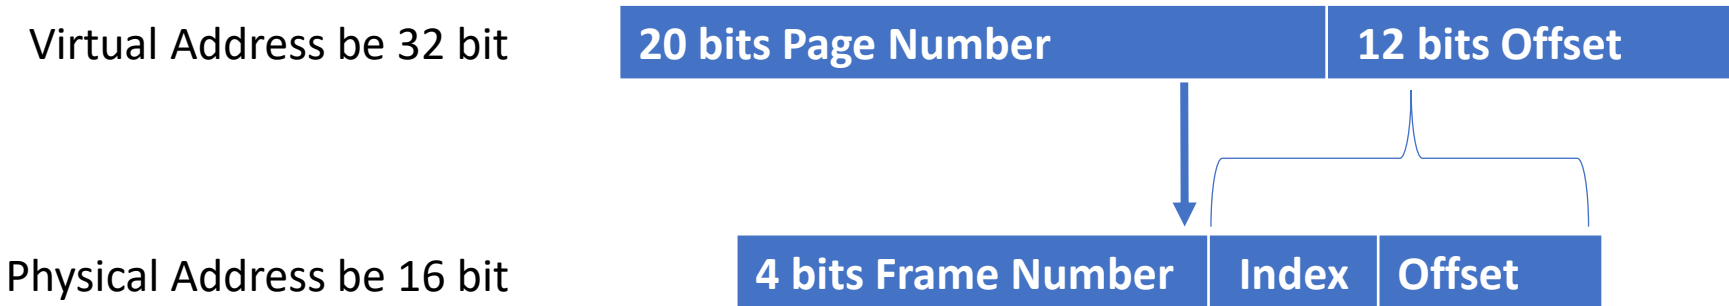 Virtual Address be 32 bit 20 bits Page Number 12 bits Offset
Physical Address be 16 bit 4 bits Frame Number Index Offset